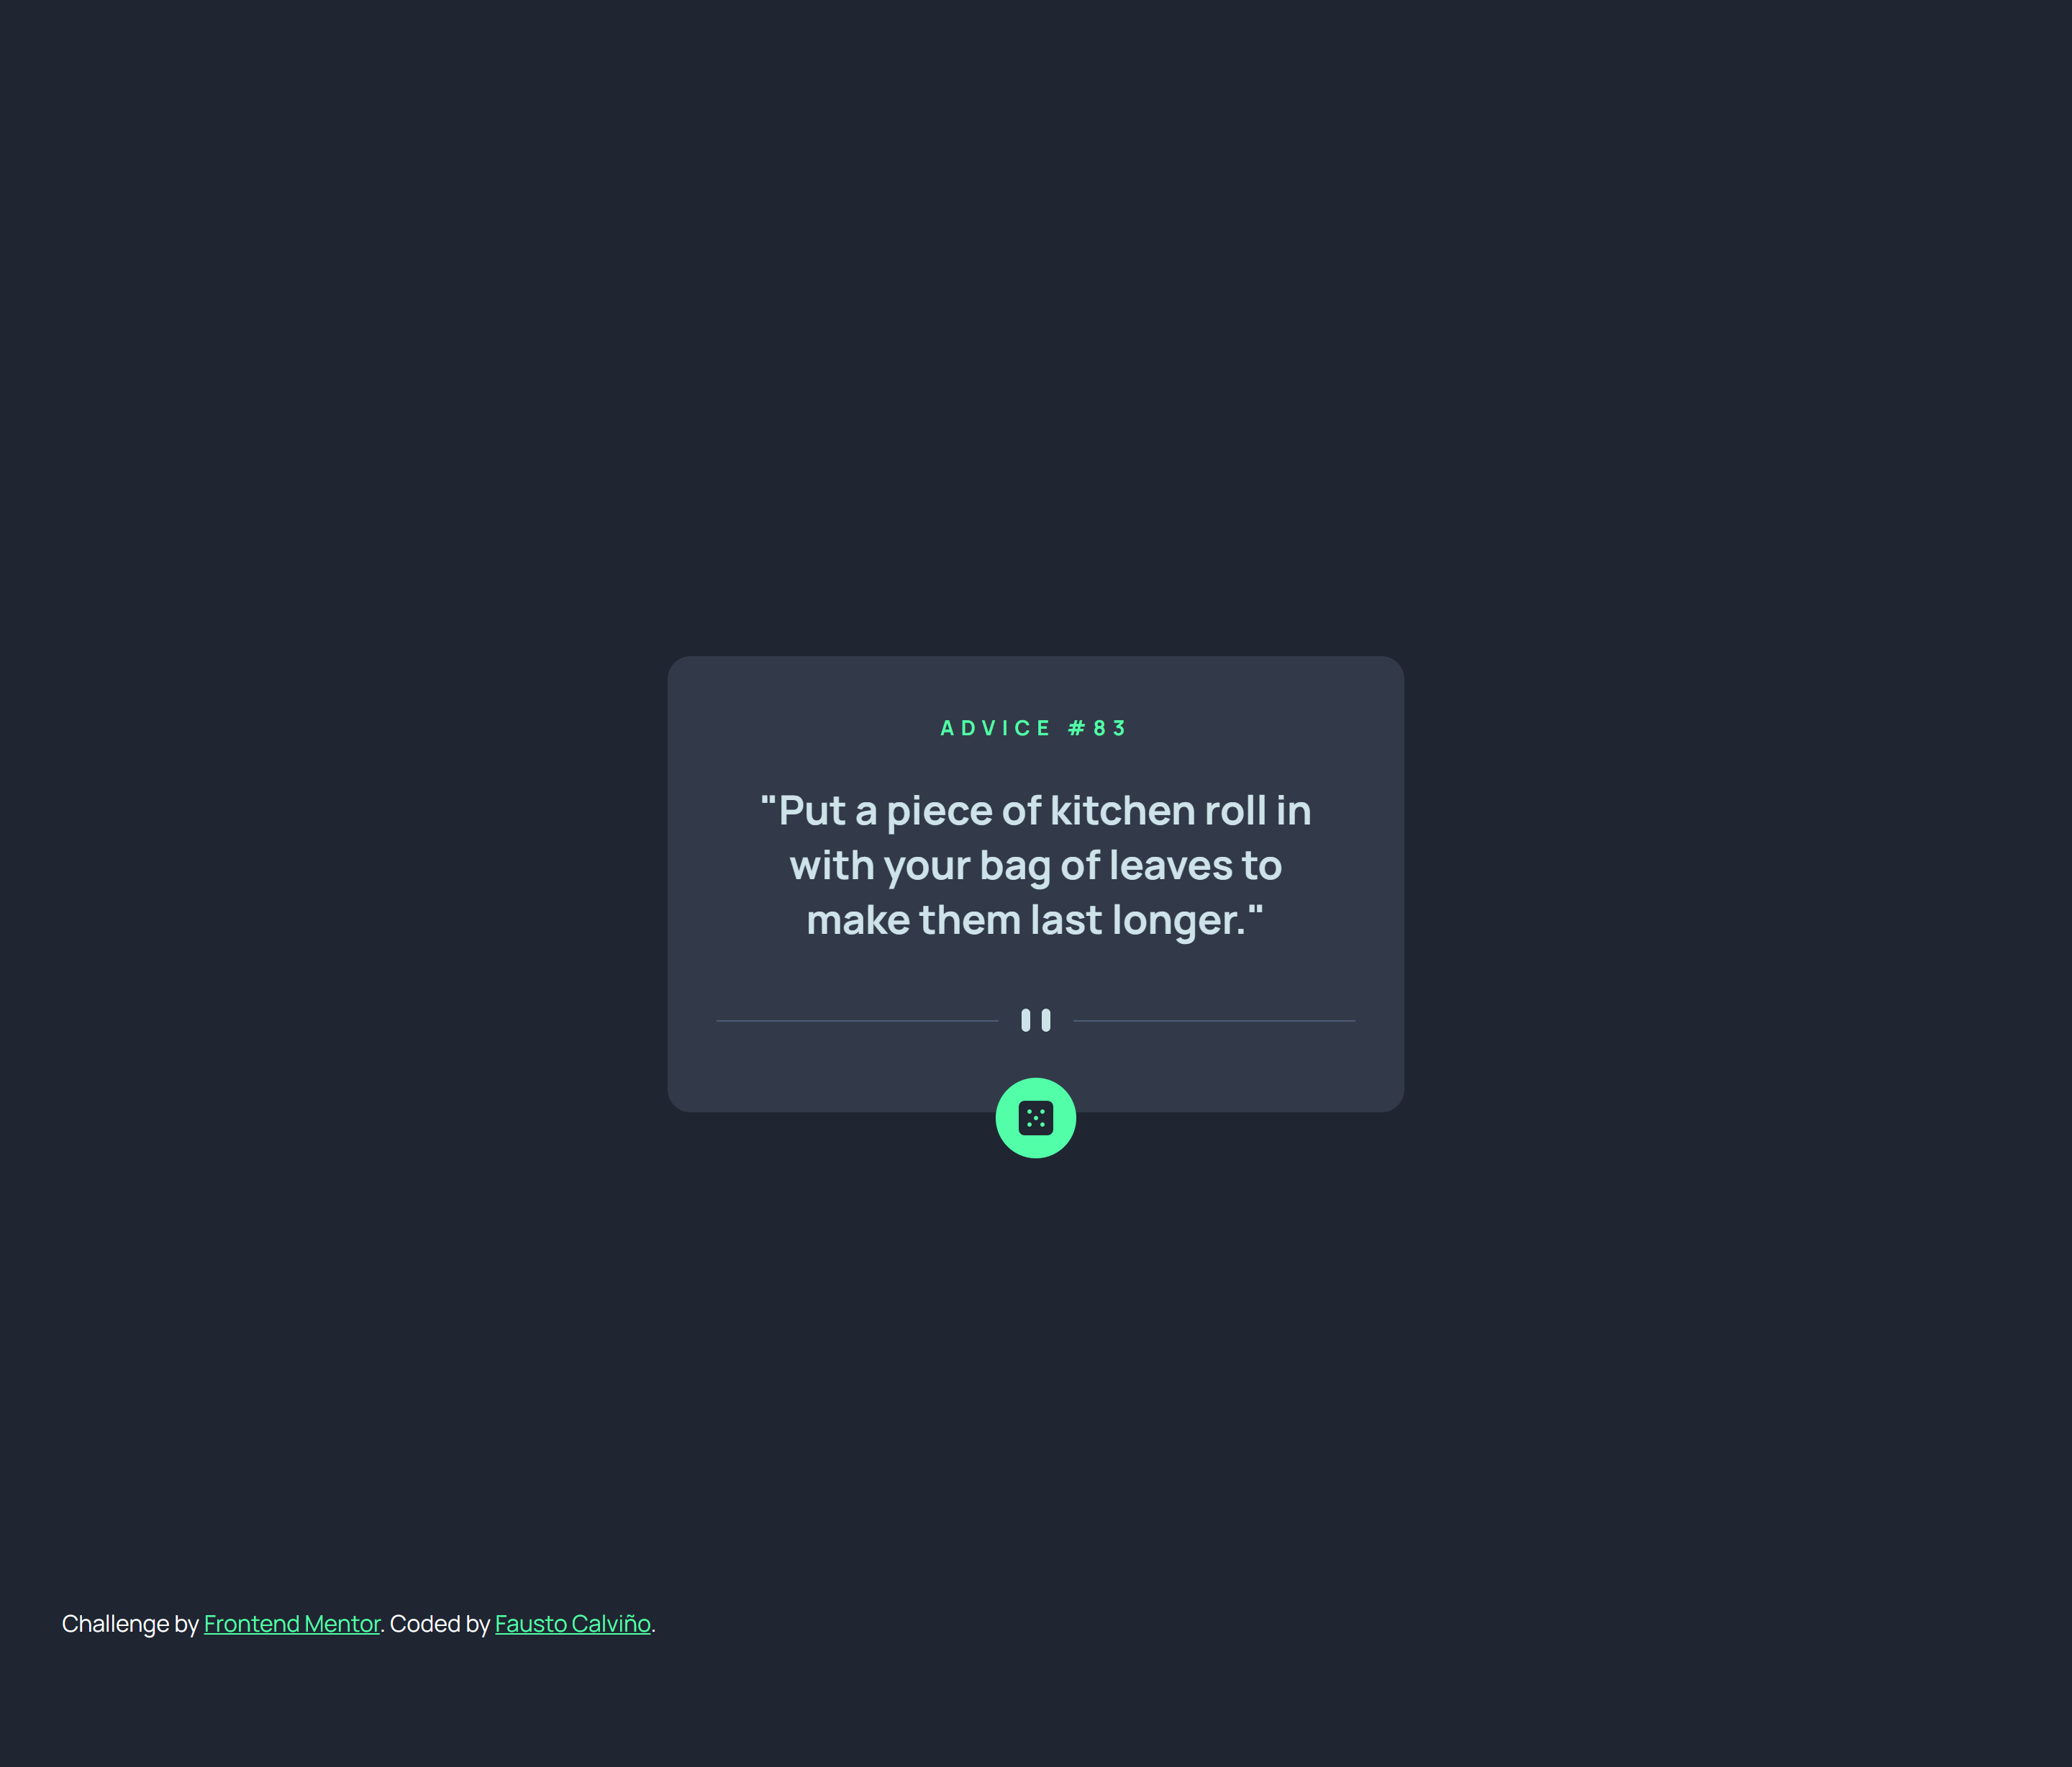 ADVICE #83
"Put a piece of kitchen roll in
with your bag of leaves to
make them last longer."
Challenge by Frontend Mentor. Coded by Fausto Calviño.